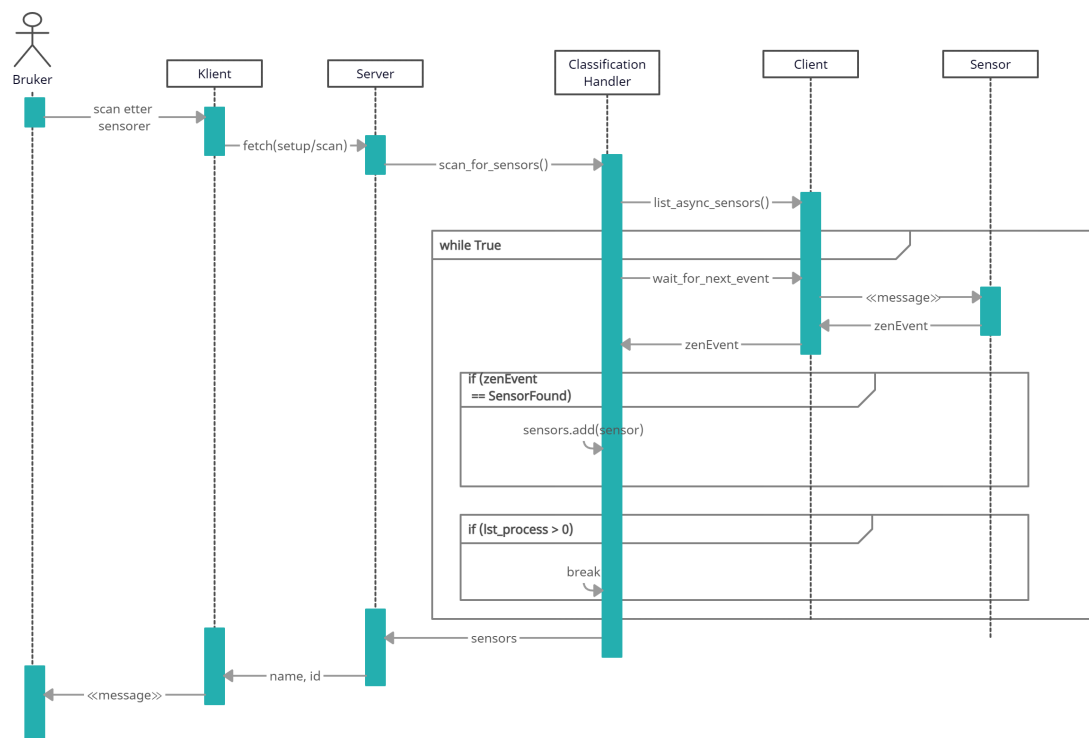 Bruker
Klient
Server
Classification
Handler
Client
Sensor
scan etter
sensorer
fetch(setup/scan)
scan_for_sensors()
list_async_sensors()
while True
wait_for_next_event
≪message≫
zenEvent
zenEvent
if (zenEvent
== SensorFound)
sensors.add(sensor)
if (lst_process > 0)
break
sensors
name, id
≪message≫